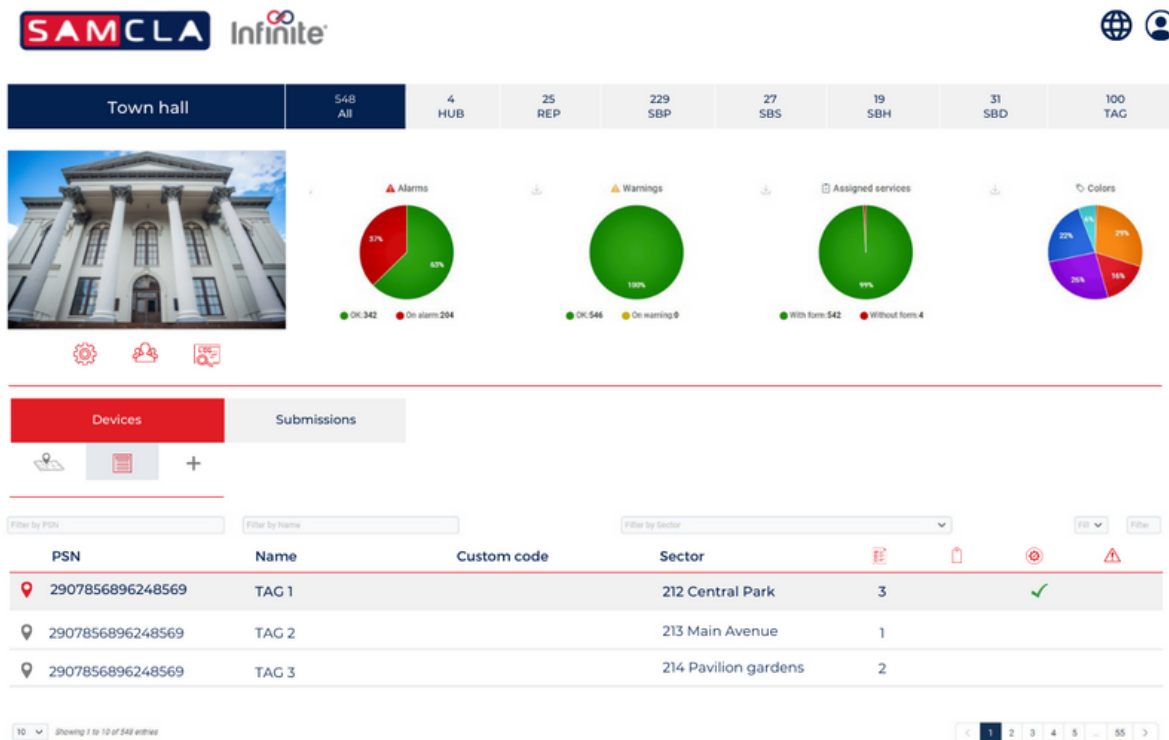 SAMCLA Infinite
Town hall
548
All
4
HUB
25
REP
229
SBP
27
SBS
19
SBH
31
SBD
100
TAG
Alarms
37%
63%
OK:342 On alarm:204
Warnings
100%
OK:546 On warning:0
Assigned services
99%
With form:542 Without form:4
Colors
6%
29%
22%
26%
16%
Devices
Submissions
Filter by PSN
Filter by Name
Filter by Sector
Filt
Filter
PSN Name Custom code Sector
2907856896248569 TAG 1 212 Central Park 3
2907856896248569 TAG 2 213 Main Avenue 1
2907856896248569 TAG 3 214 Pavilion gardens 2
10 Showing 1 to 10 of 548 entries
< 1 2 3 4 5 ... 55 >